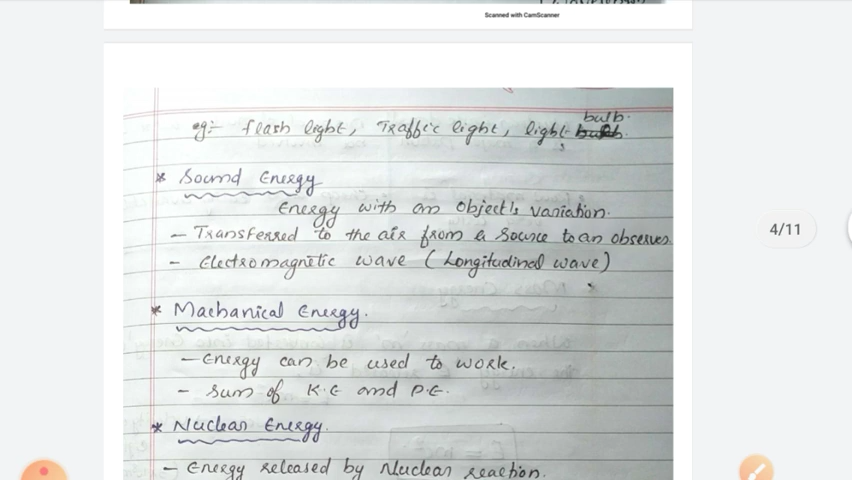 Scanned with CamScanner
eg:- flash light, Traffic light, light bulb.
* Sound Energy
Energy with an object's variation.
- Transferred to the air from a source to an observer
- Electromagnetic wave (Longitudinal wave)
* Machanical Energy.
- Energy can be used to work.
- Sum of K.E and P.E.
* Nuclear Energy.
- Energy released by Nuclear reaction.
4/11